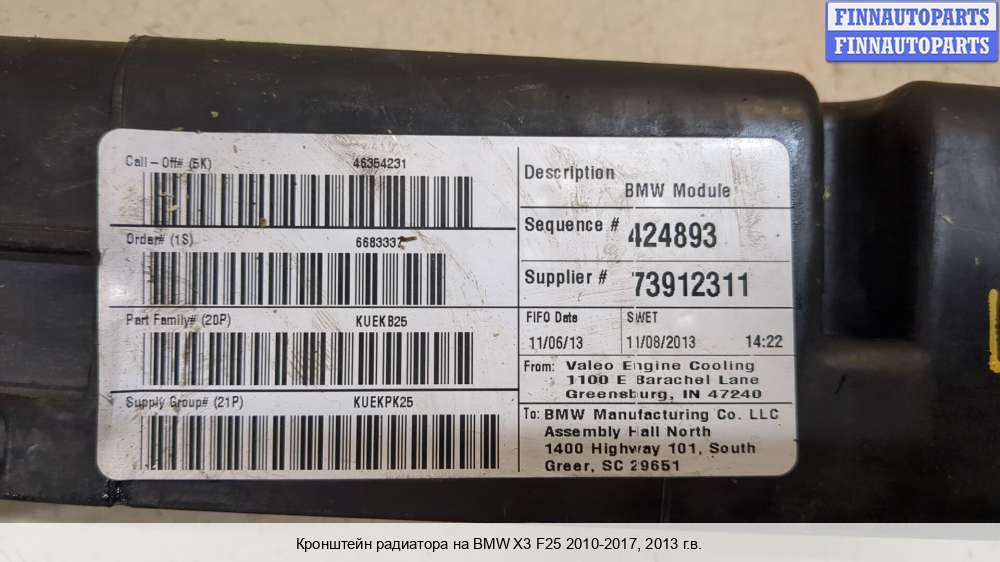 FINNAUTOPARTS
FINNAUTOPARTS
Call - Off# (5K) 46354231
Order# (1S) 6683337
Part Family# (20P) KUEKB25
Supply Group# (21P) KUEKPK25
Description
BMW Module
Sequence # 424893
Supplier # 73912311
FIFO Date SWET
11/06/13 11/08/2013 14:22
From: Valeo Engine Cooling
1100 E Barachel Lane
Greensburg, IN 47240
To: BMW Manufacturing Co. LLC
Assembly Hall North
1400 Highway 101, South
Greer, SC 29651
Кронштейн радиатора на BMW X3 F25 2010-2017, 2013 г.в.